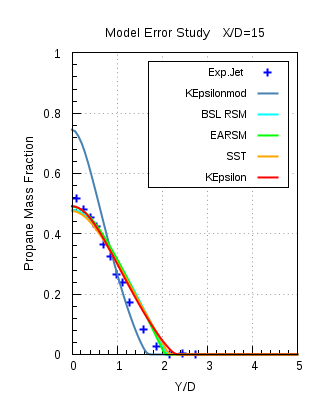 Model Error Study X/D=15
1
0.8
0.6
0.4
0.2
0
Propane Mass Fraction
Exp.Jet
KEpsilonmod
BSL RSM
EARSM
SST
KEpsilon
0 1 2 3 4 5
Y/D